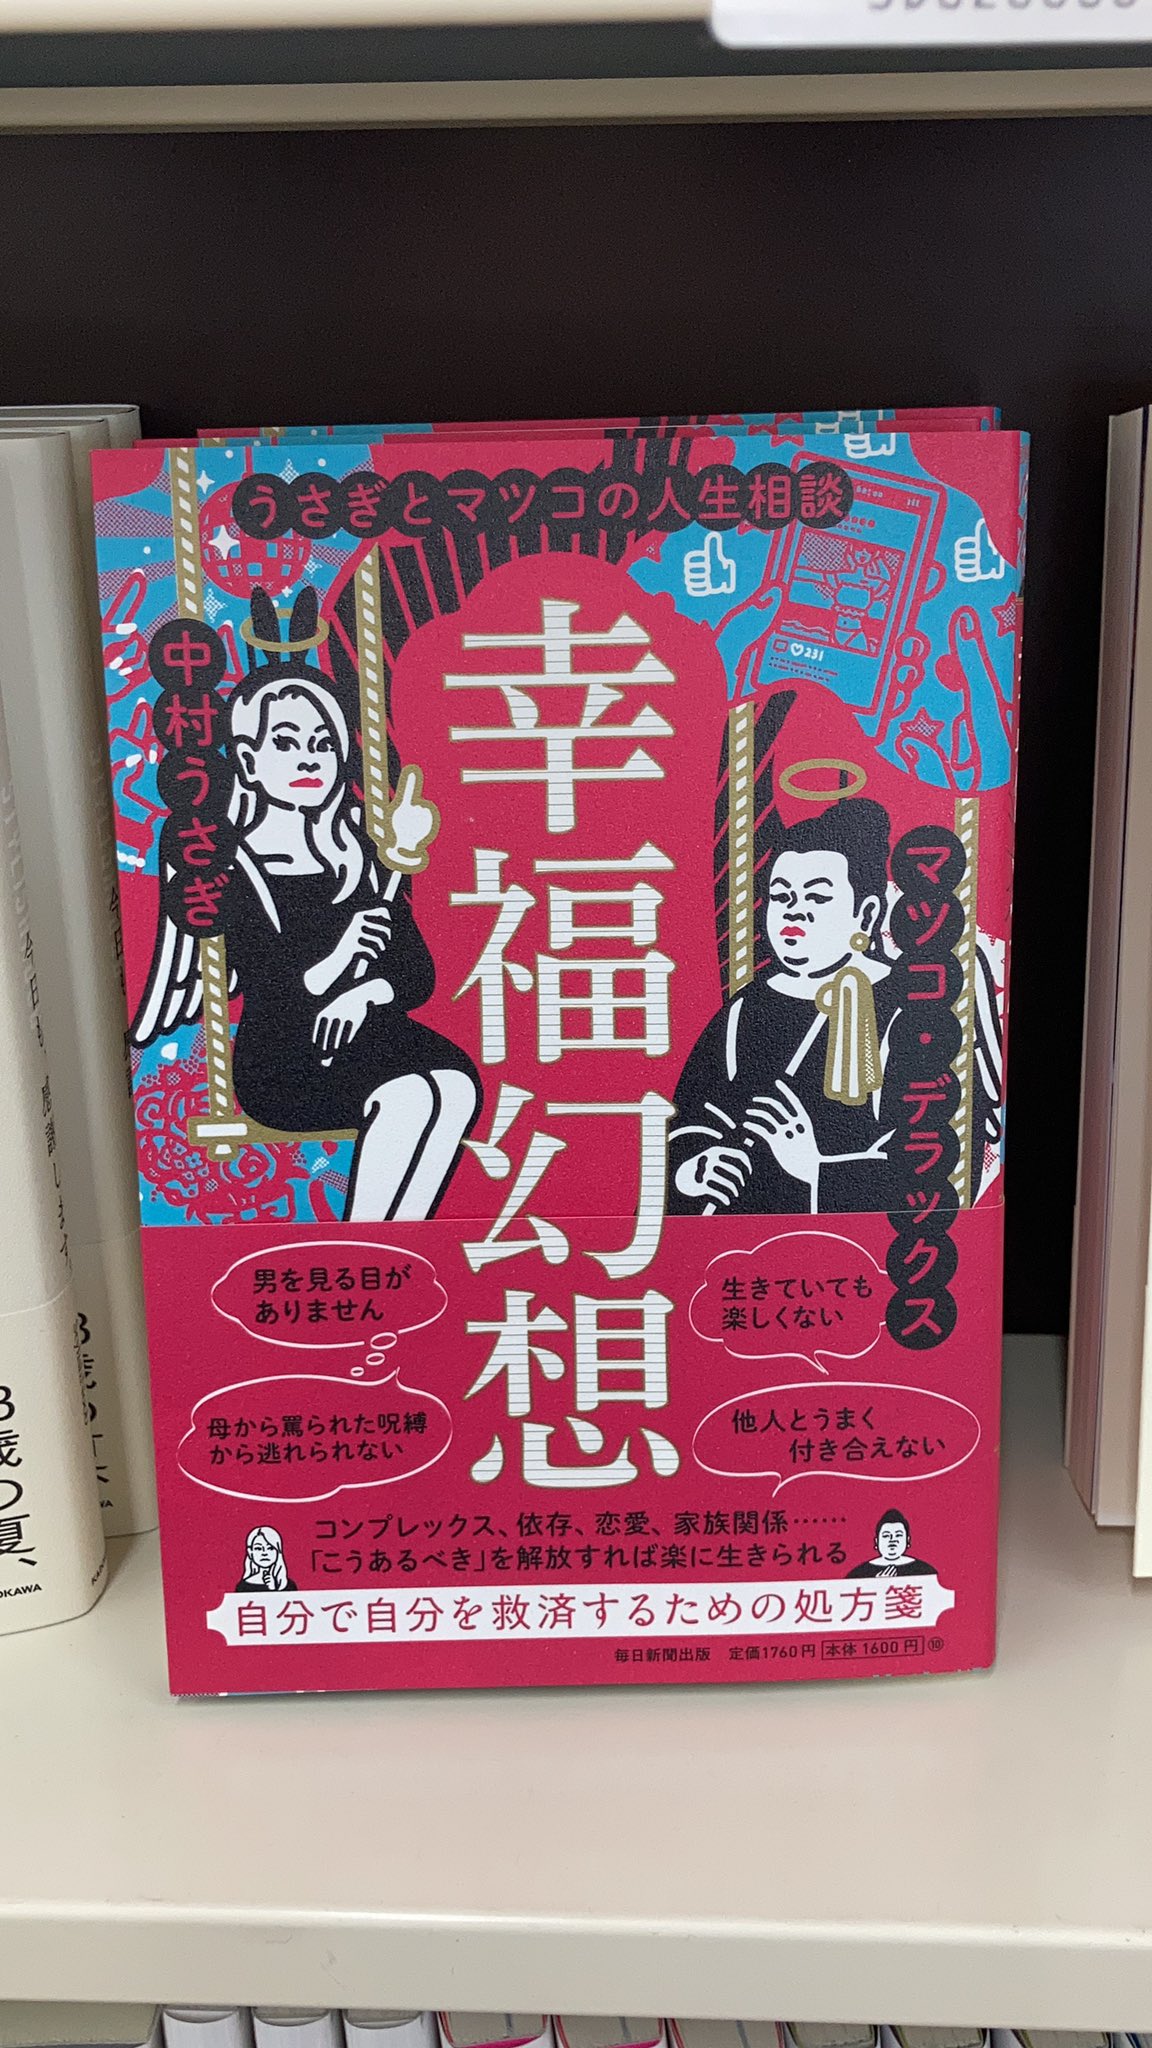 うさぎとマツコの人生相談
中村うさぎ
マツコ・デラックス
幸福幻想
231
男を見る目が
ありません
生きていても
楽しくない
母から罵られた呪縛
から逃れられない
他人とうまく
付き合えない
コンプレックス、依存、恋愛、家族関係……
「こうあるべき」を解放すれば楽に生きられる
自分で自分を救済するための処方箋
毎日新聞出版 定価1760円 本体1600円 ⑩
3歳の夏、
OKAWA